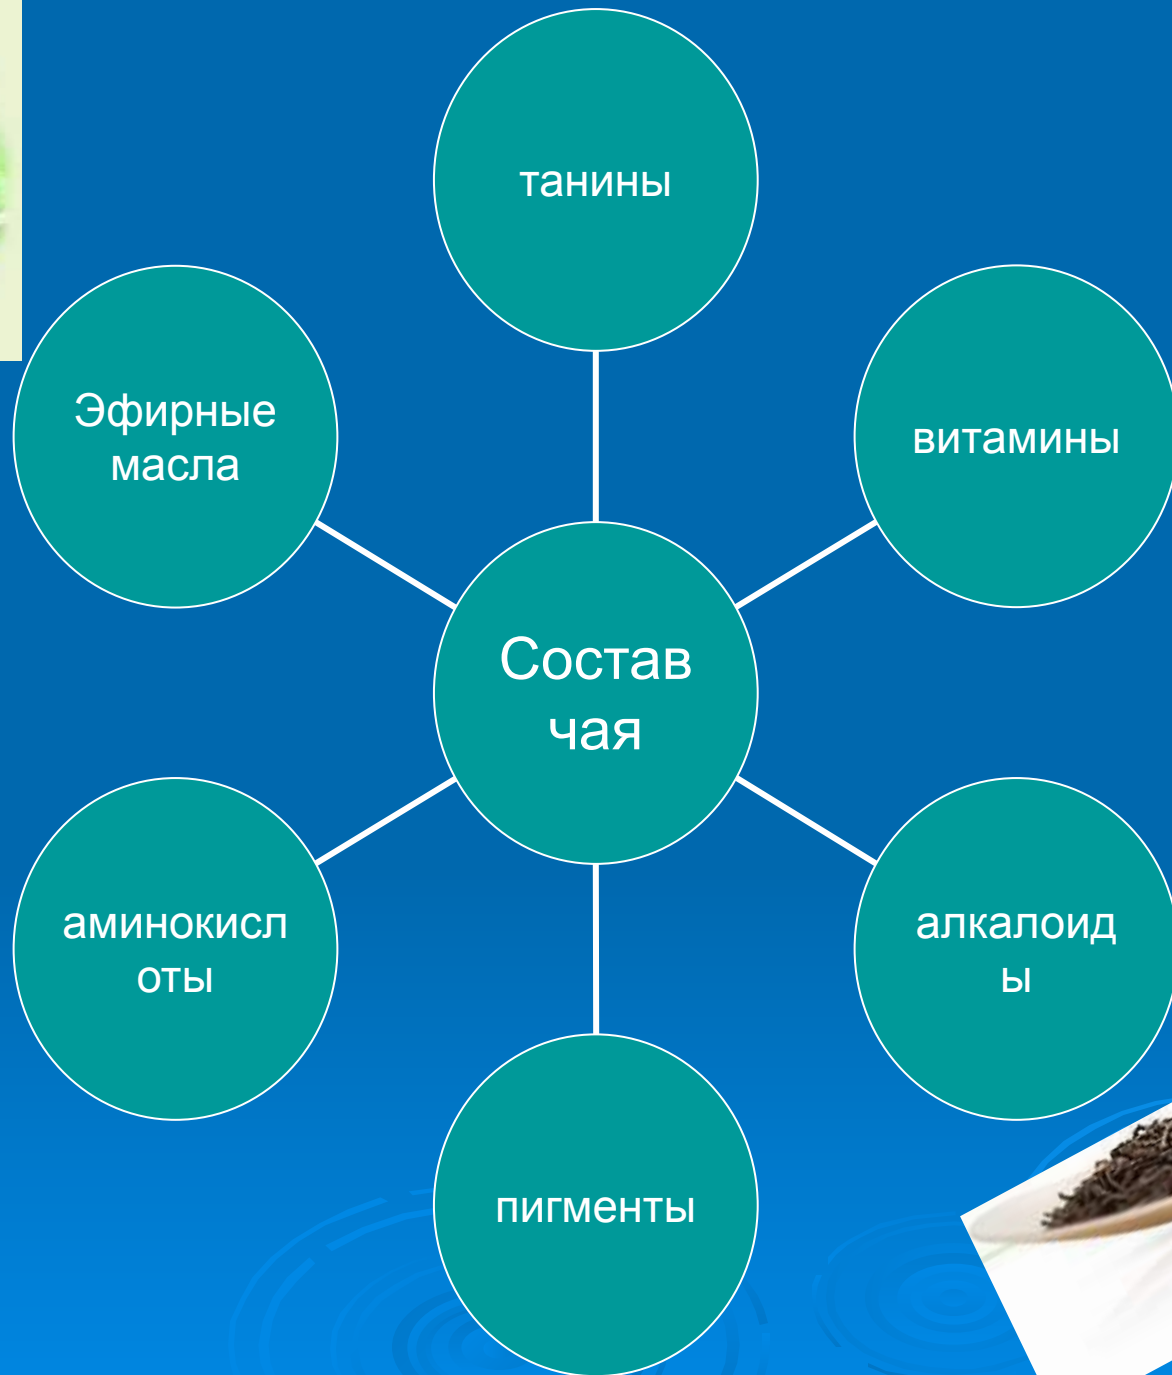 танины
Эфирные
масла
витамины
Состав
чая
аминокисл
оты
алкалоид
ы
пигменты